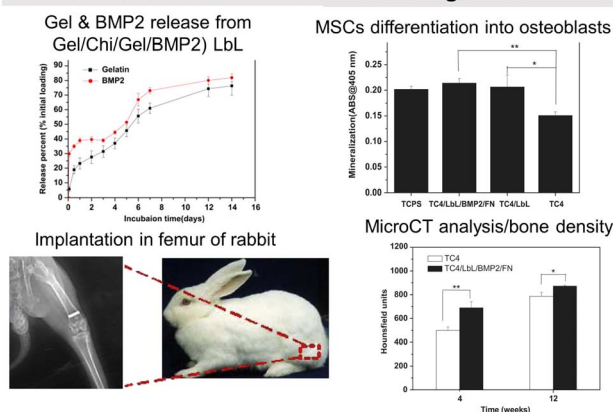 Gel & BMP2 release from
Gel/Chi/Gel/BMP2) LbL
Release percent (% initial loading)
90
80
70
60
50
40
30
20
10
0
Gelatin
BMP2
0 2 4 6 8 10 12 14 16
Incubaion time(days)
MSCs differentiation into osteoblasts
Mineralization(ABS@405 nm)
0.25
0.20
0.15
0.10
0.05
0.00
**
*
TCPS TC4/LbL/BMP2/FN TC4/LbL TC4
Implantation in femur of rabbit
MicroCT analysis/bone density
Hounsfield units
1200
1000
800
600
400
200
0
TC4
TC4/LbL/BMP2/FN
**
*
4 12
Time (weeks)